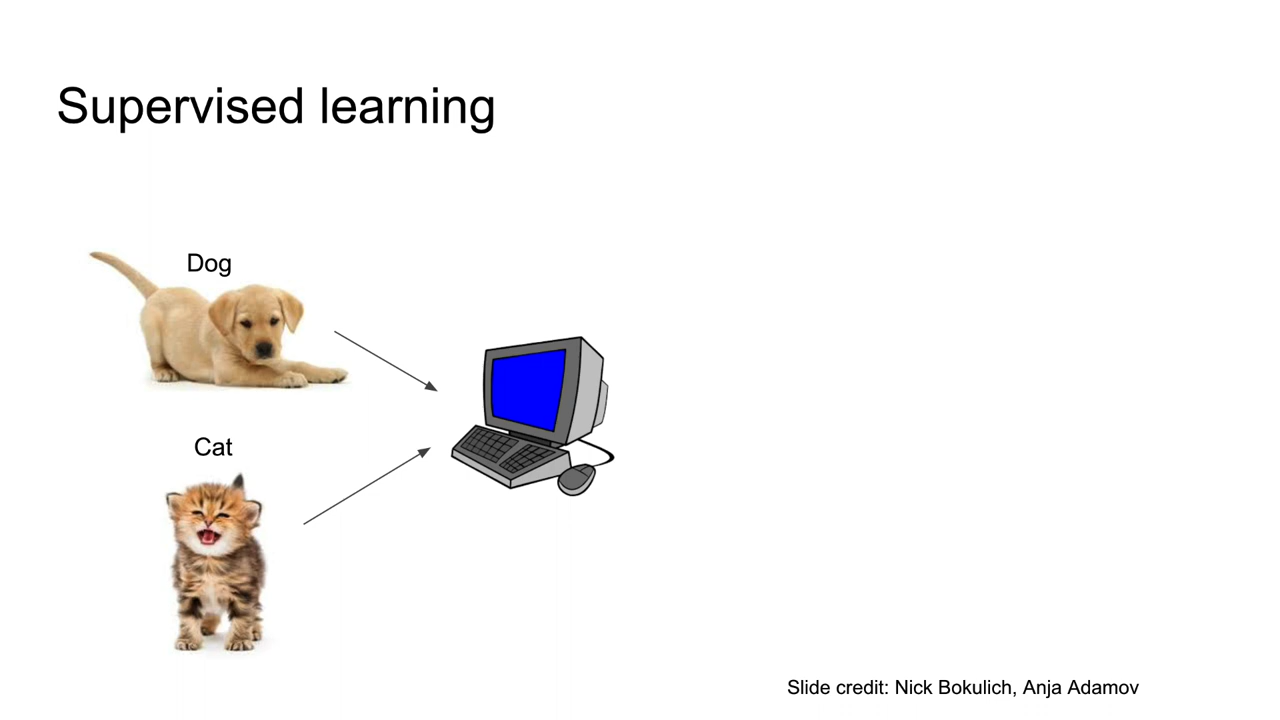 Supervised learning
Dog
Cat
Slide credit: Nick Bokulich, Anja Adamov